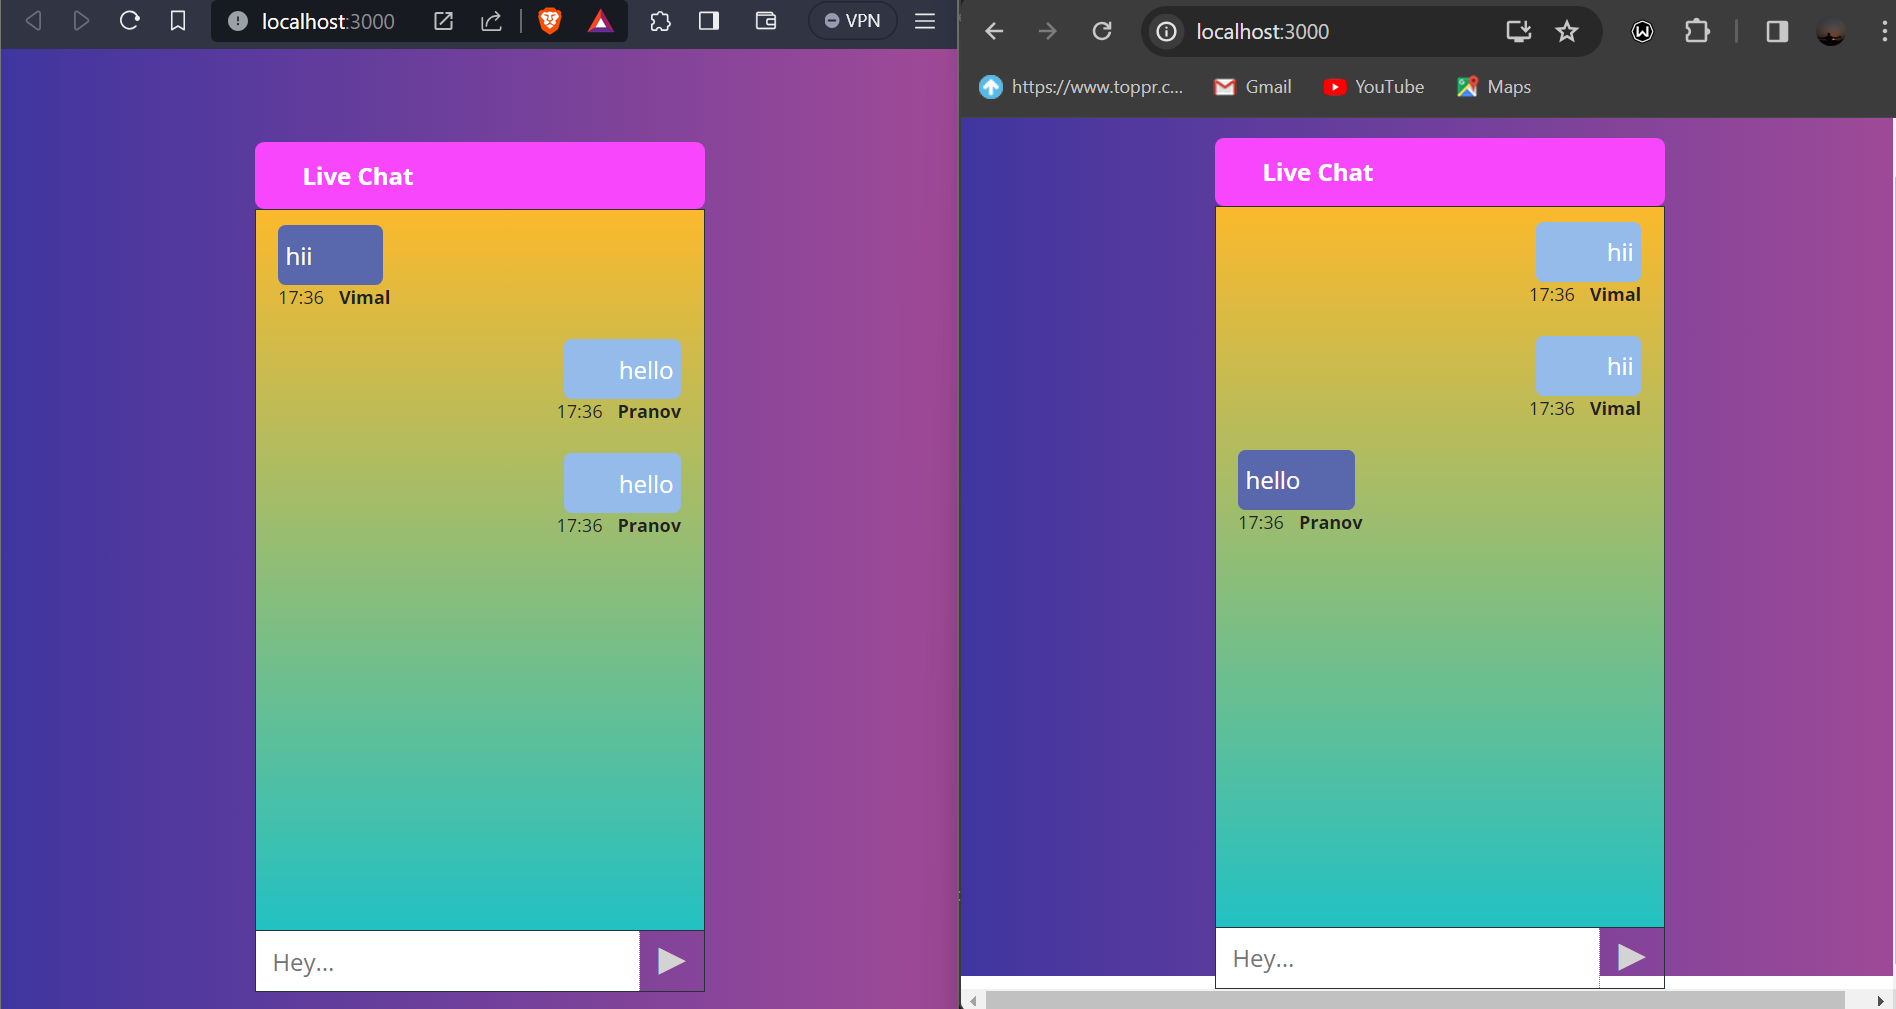 localhost:3000
VPN
Live Chat
hii
17:36 Vimal
hello
17:36 Pranov
hello
17:36 Pranov
Hey...
localhost:3000
https://www.toppr.c... Gmail YouTube Maps
Live Chat
hii
17:36 Vimal
hii
17:36 Vimal
hello
17:36 Pranov
Hey...